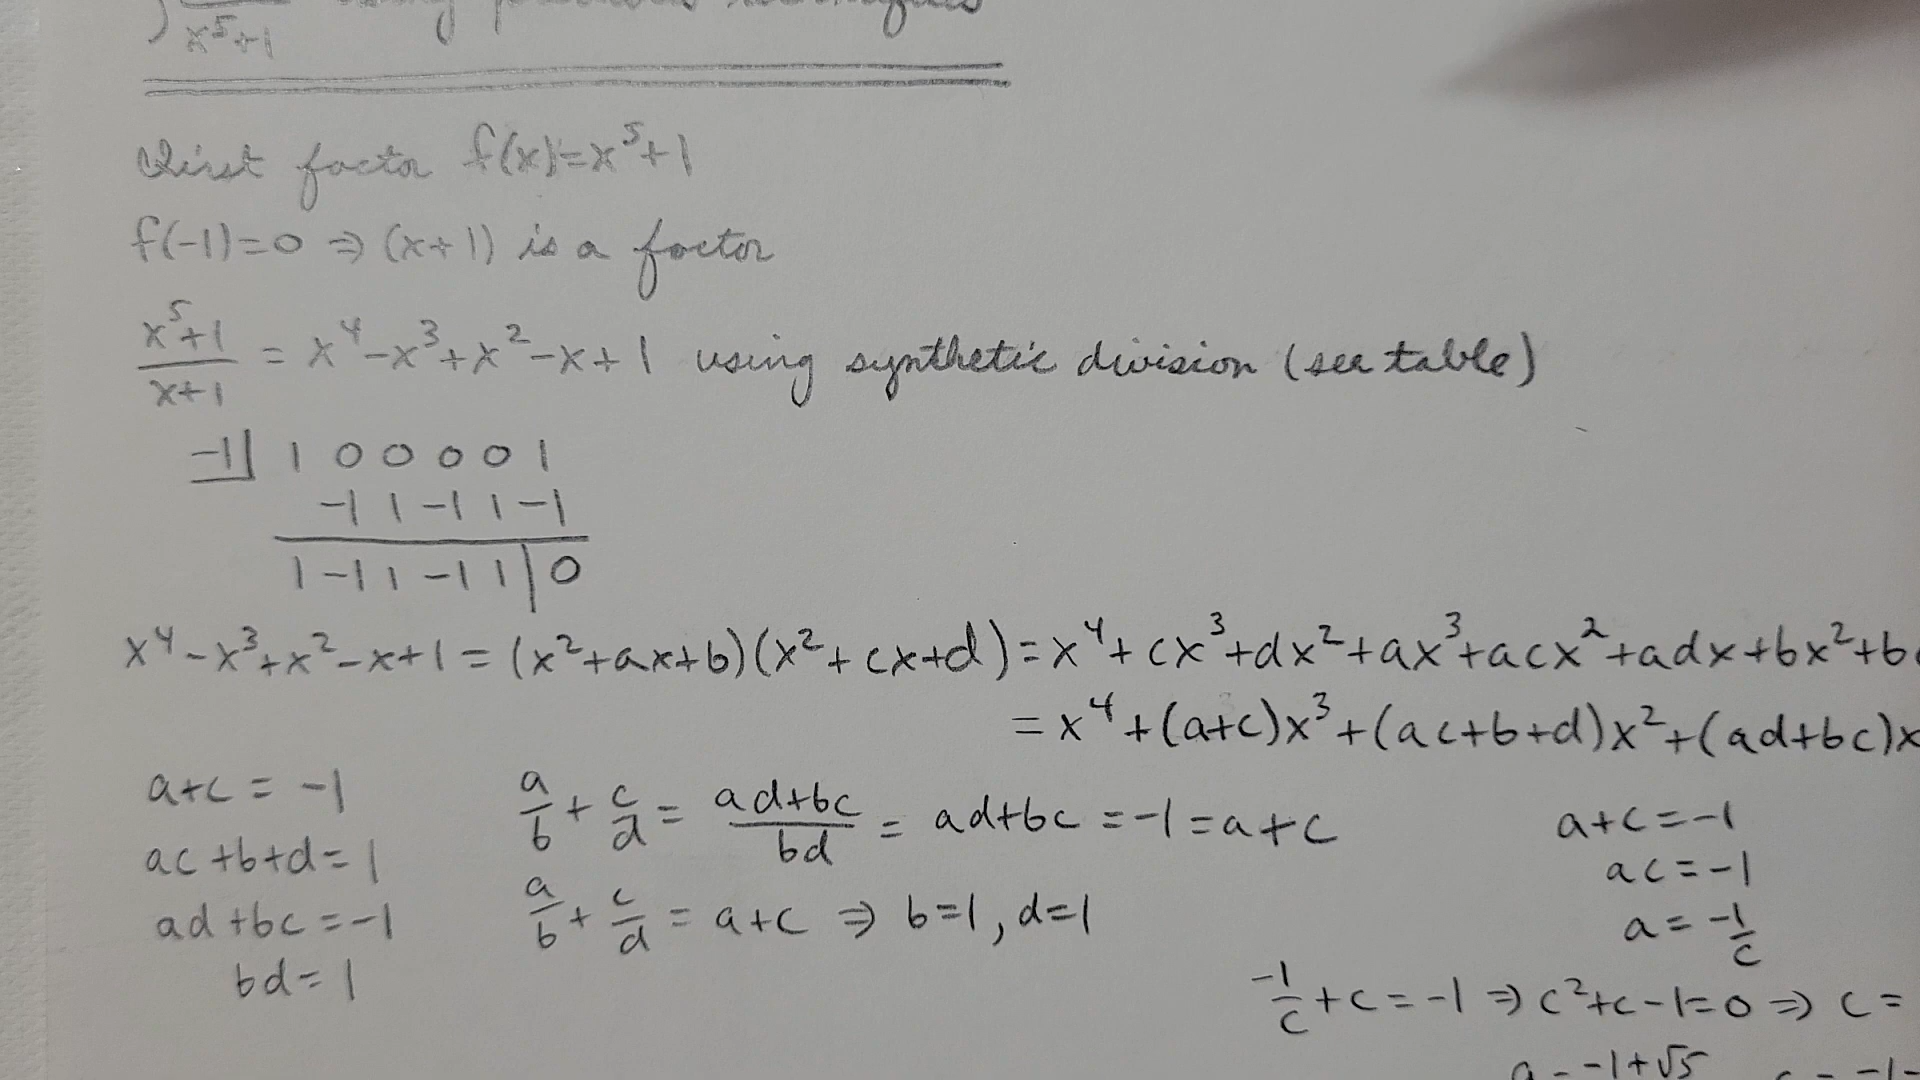 x⁵+1
First factor f(x)=x⁵+1
f(-1)=0 ⇒ (x+1) is a factor
x⁵+1/x+1 = x⁴-x³+x²-x+1 using synthetic division (see table)
-1| 1 0 0 0 0 1
-1 1 -1 1 -1
1 -1 1 -1 1 | 0
x⁴-x³+x²-x+1=(x²+ax+b)(x²+cx+d)=x⁴+cx³+dx²+ax³+acx²+adx+bx²+b
=x⁴+(a+c)x³+(ac+b+d)x²+(ad+bc)x
a+c=-1
ac+b+d=1
ad+bc=-1
bd=1
a/b + c/d = ad+bc/bd = ad+bc=-1=a+c
a/b + c/d = a+c ⇒ b=1, d=1
a+c=-1
ac=-1
a=-1/c
-1/c+c=-1 ⇒ c²+c-1=0 ⇒ c=
-1+√5